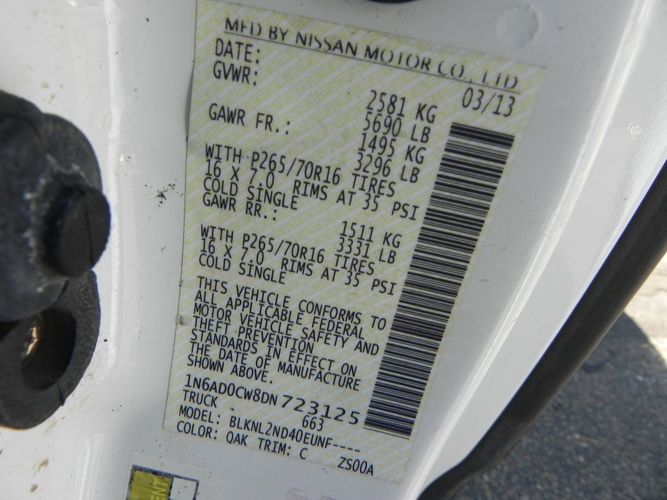 MFD BY NISSAN MOTOR CO., LTD
DATE: 03/13
GVWR: 2581 KG
5690 LB
GAWR FR.: 1495 KG
3296 LB
WITH P265/70R16 TIRES
16 X 7.0 RIMS AT 35 PSI
COLD SINGLE
GAWR RR.: 1511 KG
3331 LB
WITH P265/70R16 TIRES
16 X 7.0 RIMS AT 35 PSI
COLD SINGLE
THIS VEHICLE CONFORMS TO
ALL APPLICABLE FEDERAL
MOTOR VEHICLE SAFETY AND
THEFT PREVENTION
STANDARDS IN EFFECT ON
THE DATE OF MANUFACTURE
SHOWN ABOVE.
1N6AD0CW8DN723125
TRUCK 663
MODEL: BLKNL2ND40EUNF----
COLOR: QAK TRIM: C ZS00A